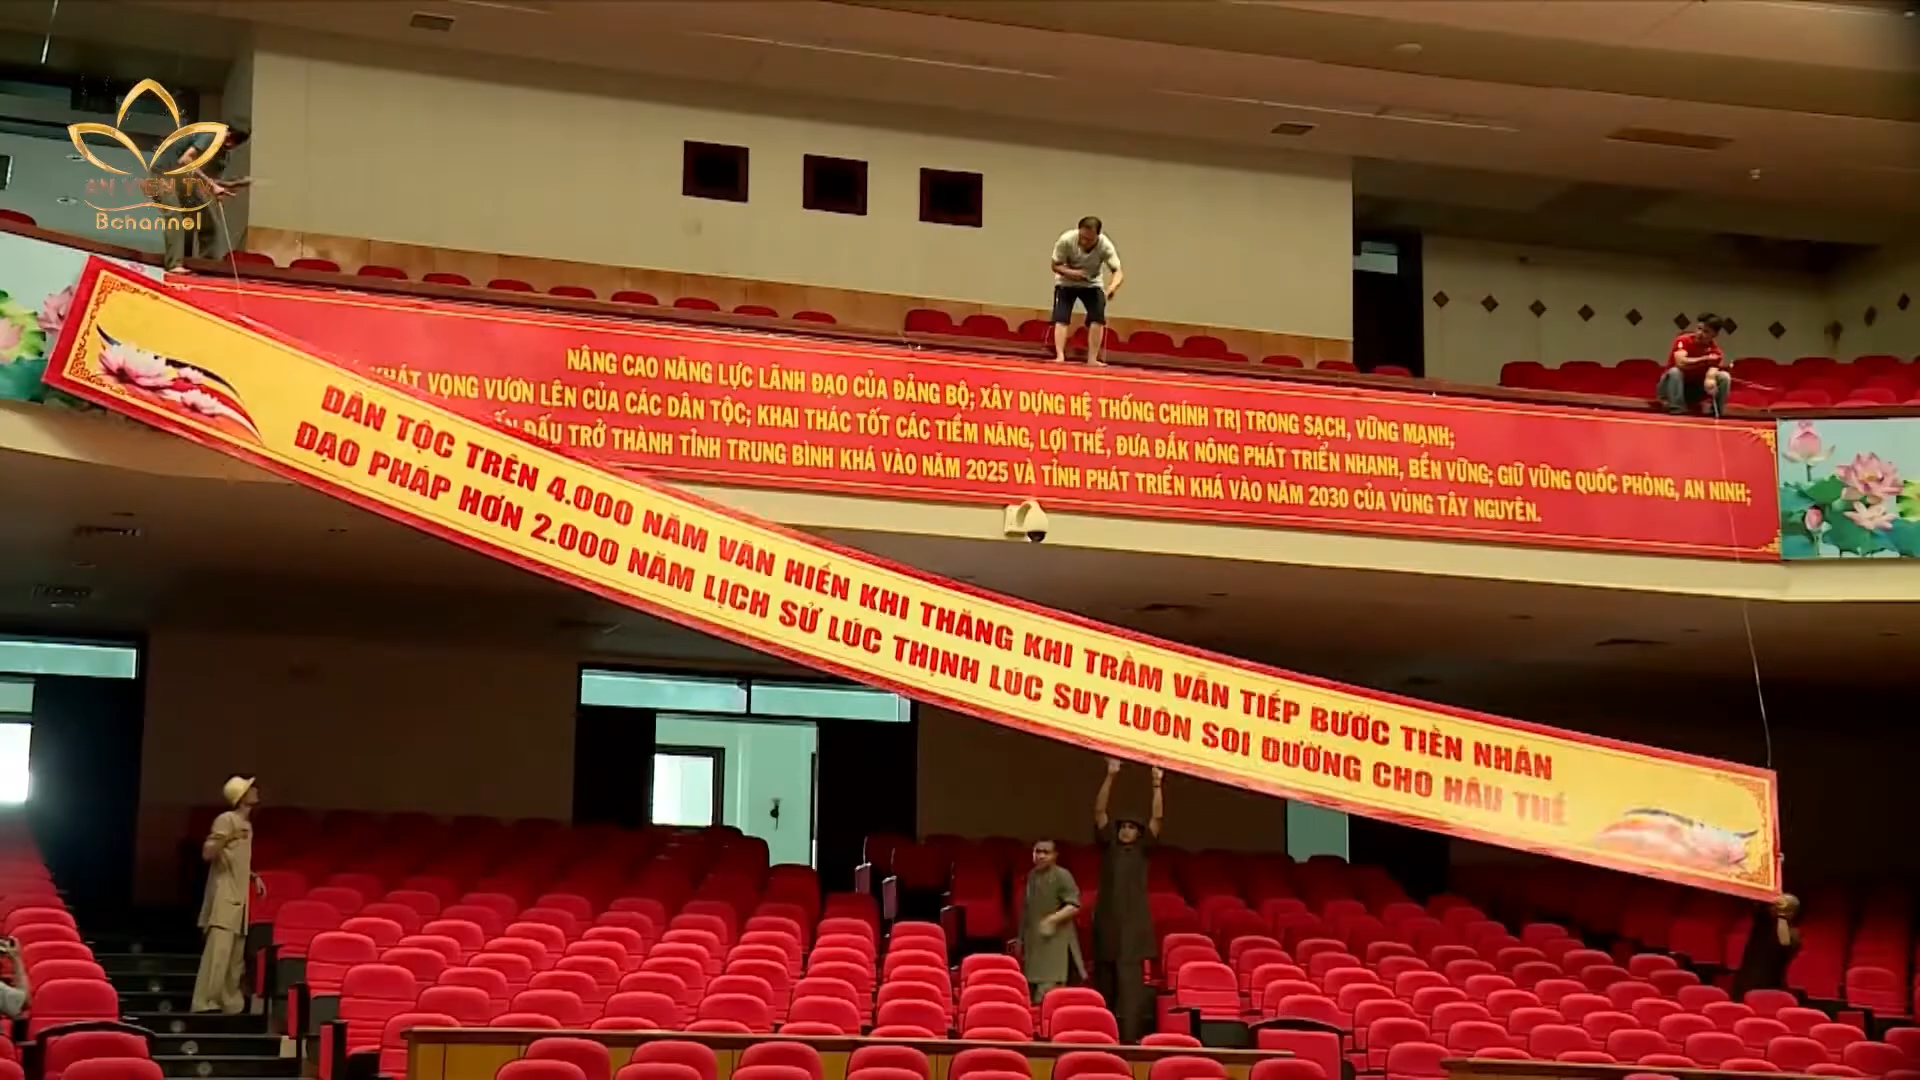 AN VIEN TV
Bchannel
NÂNG CAO NĂNG LỰC LÃNH ĐẠO CỦA ĐẢNG BỘ; XÂY DỰNG HỆ THỐNG CHÍNH TRỊ TRONG SẠCH, VỮNG MẠNH;
KHÁT VỌNG VƯƠN LÊN CỦA CÁC DÂN TỘC; KHAI THÁC TỐT CÁC TIỀM NĂNG, LỢI THẾ, ĐƯA ĐẮK NÔNG PHÁT TRIỂN NHANH, BỀN VỮNG; GIỮ VỮNG QUỐC PHÒNG, AN NINH;
ĐẤU TRỞ THÀNH TỈNH TRUNG BÌNH KHÁ VÀO NĂM 2025 VÀ TỈNH PHÁT TRIỂN KHÁ VÀO NĂM 2030 CỦA VÙNG TÂY NGUYÊN.
DÂN TỘC TRÊN 4.000 NĂM VĂN HIẾN KHI THĂNG KHI TRẦM VẪN TIẾP BƯỚC TIỀN NHÂN
ĐẠO PHÁP HƠN 2.000 NĂM LỊCH SỬ LÚC THỊNH LÚC SUY LUÔN SOI ĐƯỜNG CHO HẬU THẾ